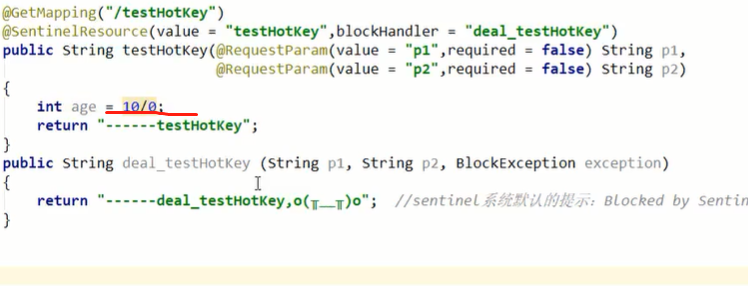 @GetMapping("/testHotKey")
@SentinelResource(value = "testHotKey",blockHandler = "deal_testHotKey")
public String testHotKey(@RequestParam(value = "p1",required = false) String p1,
@RequestParam(value = "p2",required = false) String p2)
{
int age = 10/0;
return "------testHotKey";
}
public String deal_testHotKey (String p1, String p2, BlockException exception)
{
return "------deal_testHotKey,o(╥﹏╥)o"; //sentinel系统默认的提示：Blocked by Sentin
}